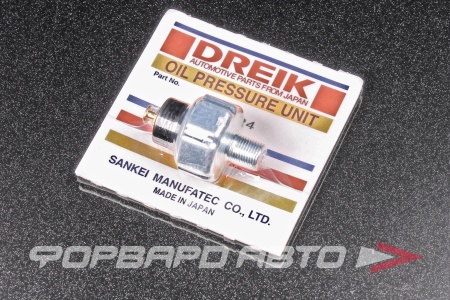 DREIK
AUTOMOTIVE PARTS FROM JAPAN
OIL PRESSURE UNIT
Part No.
4
SANKEI MANUFATEC CO., LTD.
MADE IN JAPAN
ФОРВАРД АВТО